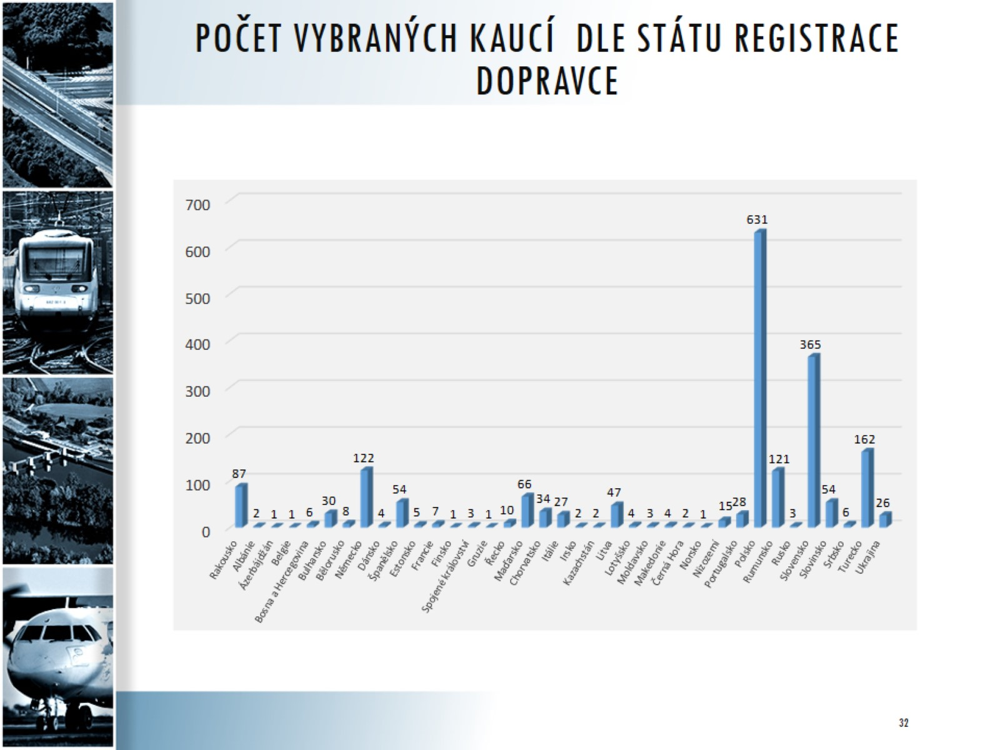 POČET VYBRANÝCH KAUCÍ DLE STÁTU REGISTRACE
DOPRAVCE
700
600
500
400
300
200
100
0
87
2
1
1
6
30
8
122
4
54
5
7
1
3
1
10
66
34
27
2
2
47
4
3
4
2
1
15
28
631
121
3
365
54
6
162
26
Rakousko
Albánie
Ázerbájdžán
Belgie
Bosna a Hercegovina
Bulharsko
Bělorusko
Německo
Dánsko
Španělsko
Estonsko
Francie
Finsko
Spojené království
Gruzie
Řecko
Maďarsko
Chorvatsko
Itálie
Irsko
Kazachstán
Litva
Lotyšsko
Moldavsko
Makedonie
Černá Hora
Norsko
Nizozemí
Portugalsko
Polsko
Rumunsko
Rusko
Slovensko
Slovinsko
Srbsko
Turecko
Ukrajina
32